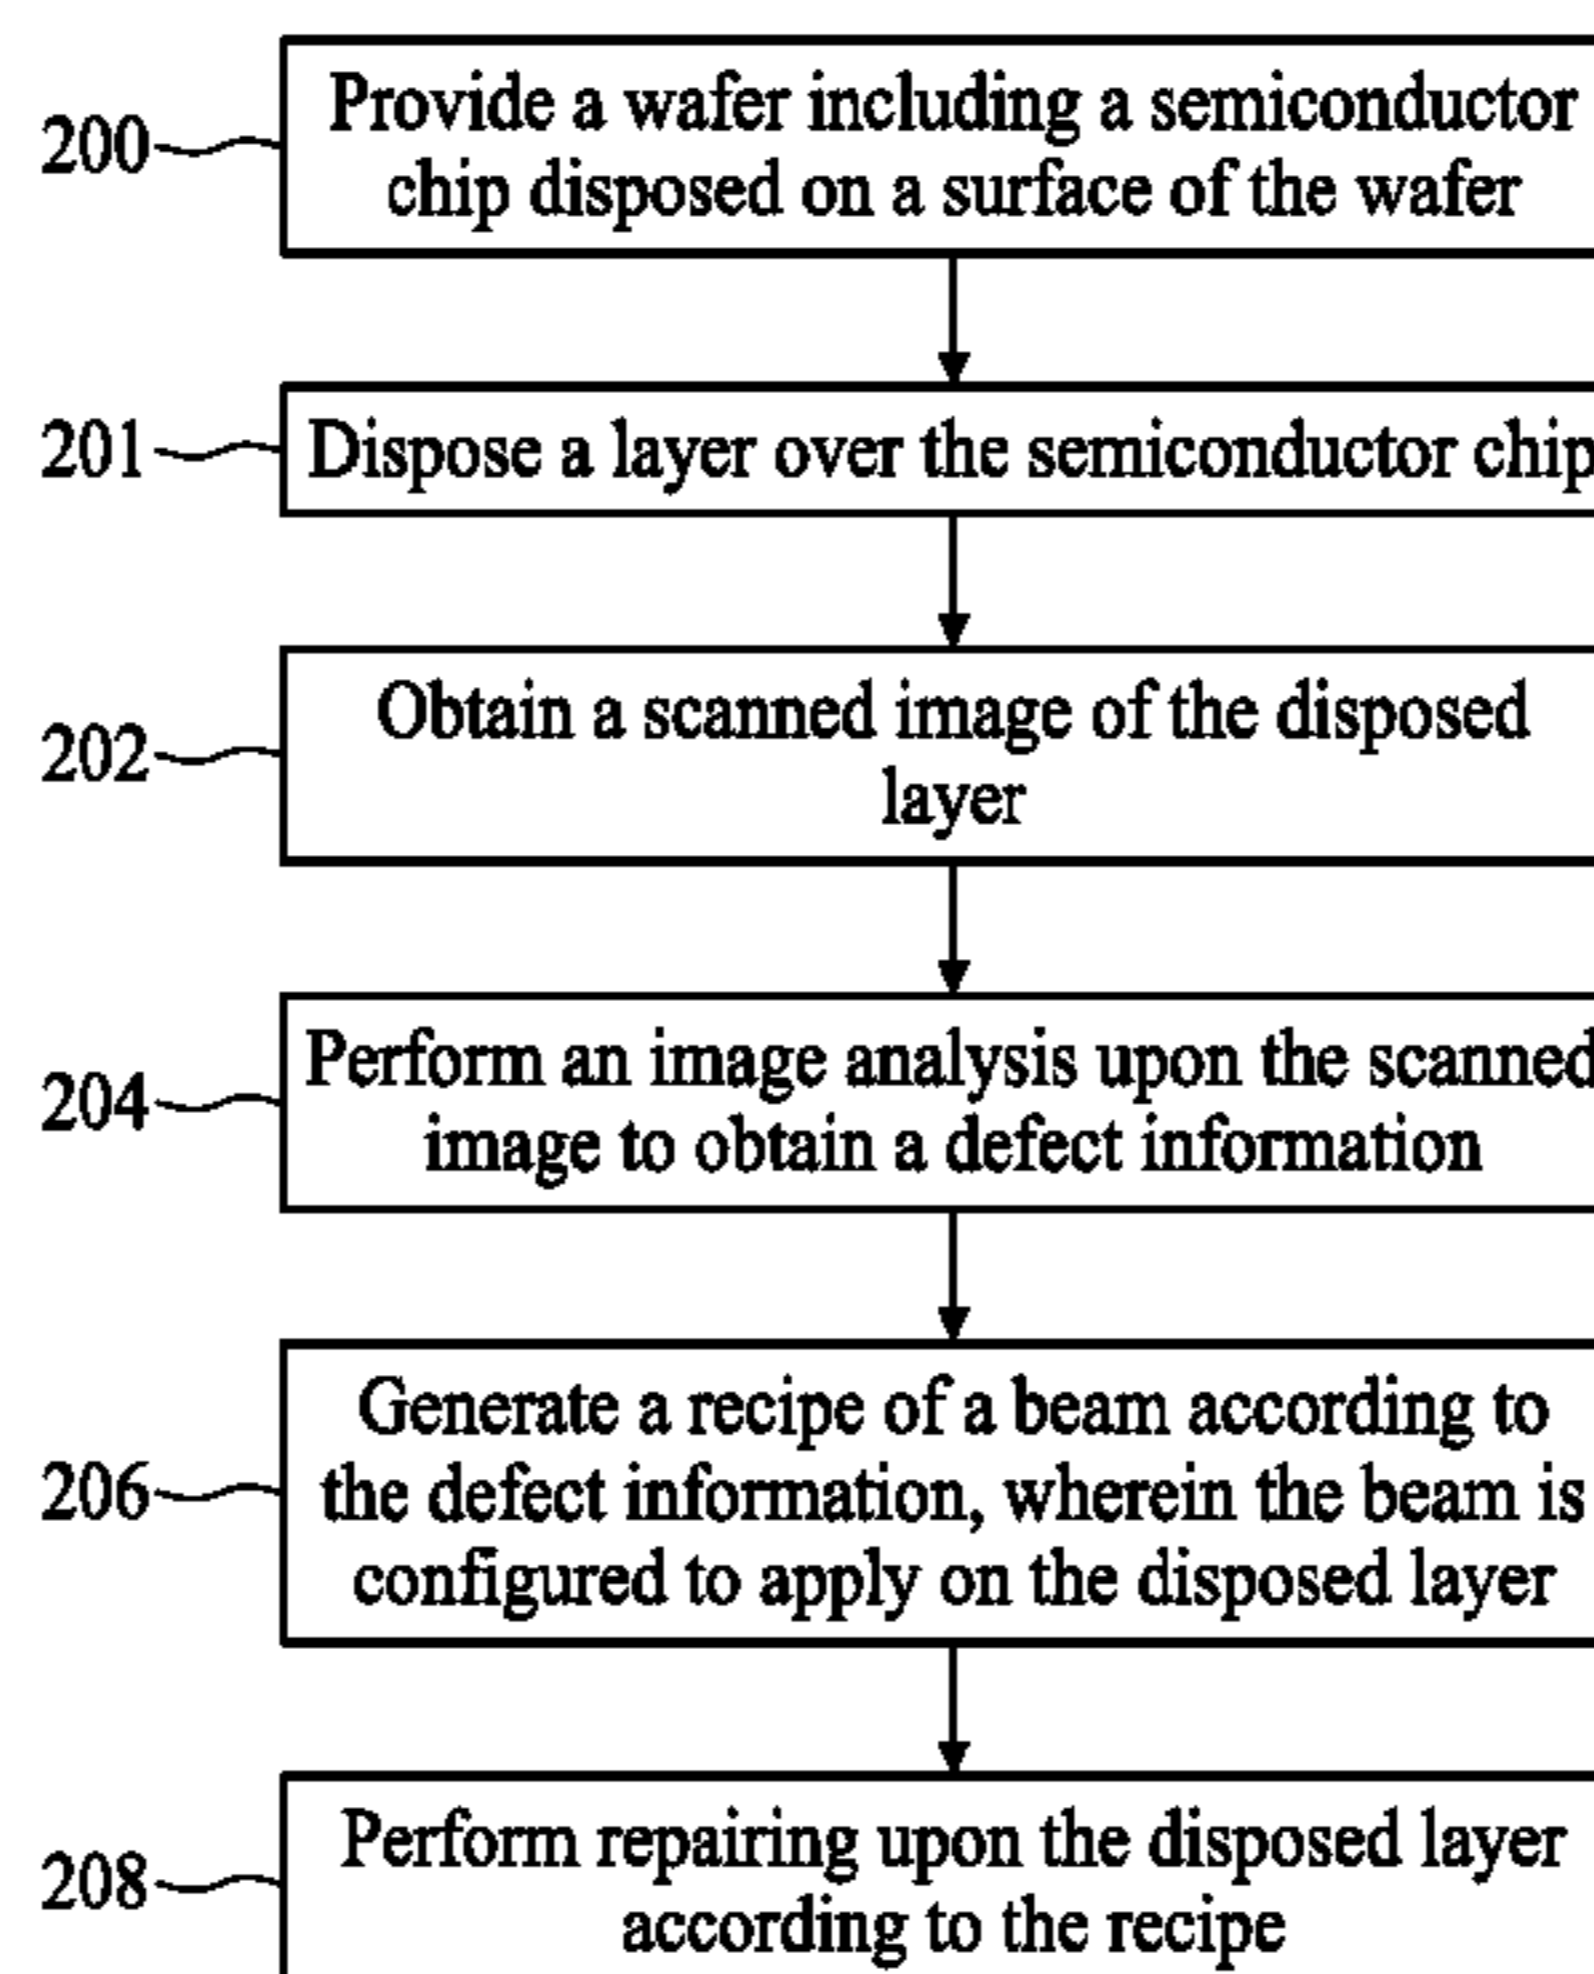 200
Provide a wafer including a semiconductor
chip disposed on a surface of the wafer
201
Dispose a layer over the semiconductor chip
202
Obtain a scanned image of the disposed
layer
204
Perform an image analysis upon the scanned
image to obtain a defect information
206
Generate a recipe of a beam according to
the defect information, wherein the beam is
configured to apply on the disposed layer
208
Perform repairing upon the disposed layer
according to the recipe